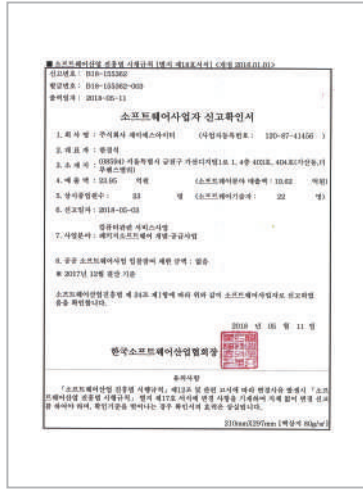 ■ 소프트웨어산업 진흥법 시행규칙 [별지 제18호서식] <개정 2016.01.01>
신고번호 : B18-155362
발급번호 : B18-155362-003
출력일자 : 2018-05-11
소프트웨어사업자 신고확인서
1. 회 사 명 : 주식회사 제이에스아이티 (사업자등록번호 : 120-87-41456 )
2. 대 표 자 :
3. 소 재 지 : (08594) 서울특별시 금천구 가산디지털1로 1, 4층 403호, 404호(가산동,더
루벤스밸리)
4. 매 출 액 : 23.95 억원 (소프트웨어분야 매출액 : 10.62 억원)
5. 상시종업원수 : 33 명 (소프트웨어기술자 : 22 명)
6. 신고일자 : 2018-05-03
컴퓨터관련 서비스사업
7. 사업분야 : 패키지소프트웨어 개발·공급사업
8. 공공 소프트웨어사업 입찰참여 제한 금액 : 없음
※ 2017년 12월 결산 기준
소프트웨어산업진흥법 제 24조 제1항에 따라 위와 같이 소프트웨어사업자로 신고하였
음을 확인합니다.
2018 년 05 월 11 일
한국소프트웨어산업협회장
유의사항
「소프트웨어산업 진흥법 시행규칙」 제12조 및 관련 고시에 따라 변경사유 발생시 「소프
트웨어산업 진흥법 시행규칙」 별지 제17호 서식에 변경 사항을 기재하여 지체 없이 변경 신고
를 하여야 하며, 확인기준을 벗어나는 경우 확인서의 효력은 상실됩니다.
210mm×297mm [백상지 80g/㎡]